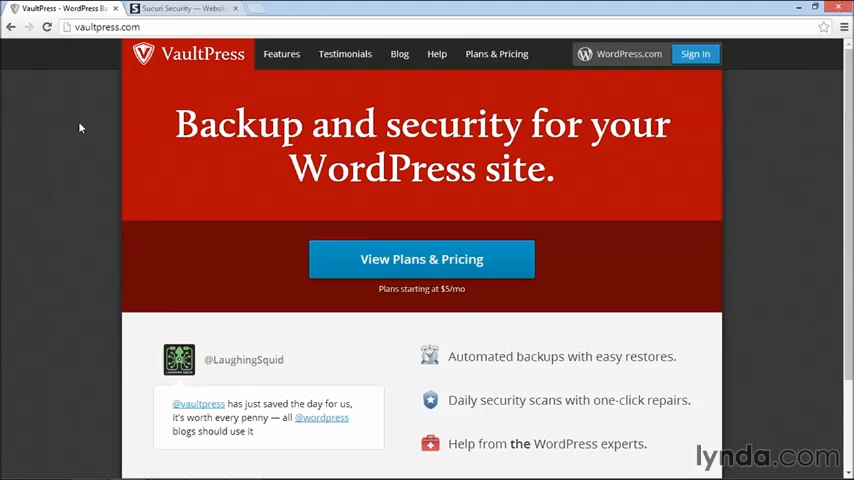 VaultPress - WordPress Ba
Sucuri Security — Website
vaultpress.com
VaultPress
Features
Testimonials
Blog
Help
Plans & Pricing
WordPress.com
Sign In
Backup and security for your
WordPress site.
View Plans & Pricing
Plans starting at $5/mo
@LaughingSquid
@vaultpress has just saved the day for us,
it's worth every penny — all @wordpress
blogs should use it
Automated backups with easy restores.
Daily security scans with one-click repairs.
Help from the WordPress experts.
lynda.com